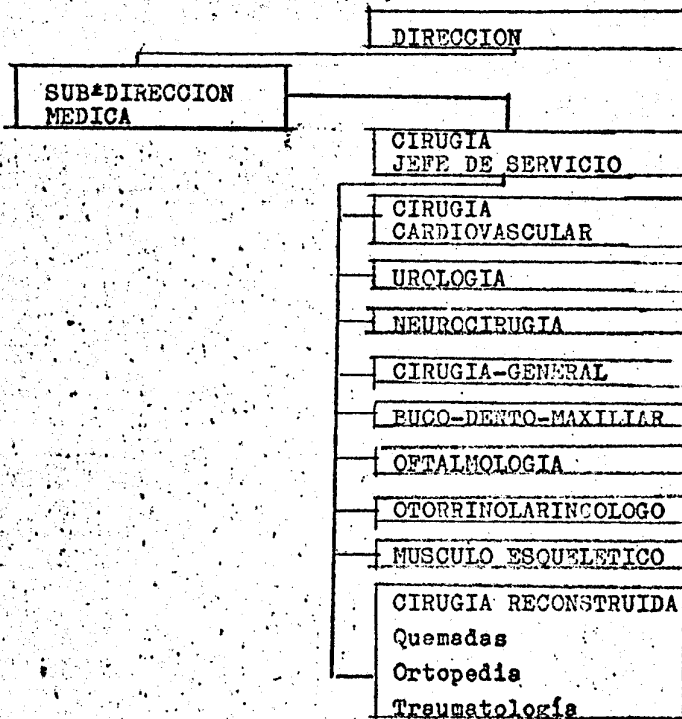 DIRECCION
SUB*DIRECCION
MEDICA
CIRUGIA
JEFE DE SERVICIO
CIRUGIA
CARDIOVASCULAR
UROLOGIA
NEUROCIRUGIA
CIRUGIA-GENERAL
BUCO-DENTO-MAXILIAR
OFTALMOLOGIA
OTORRINOLARINCOLOGO
MUSCULO ESQUELETICO
CIRUGIA RECONSTRUIDA
Quemadas
Ortopedia
Traumatología